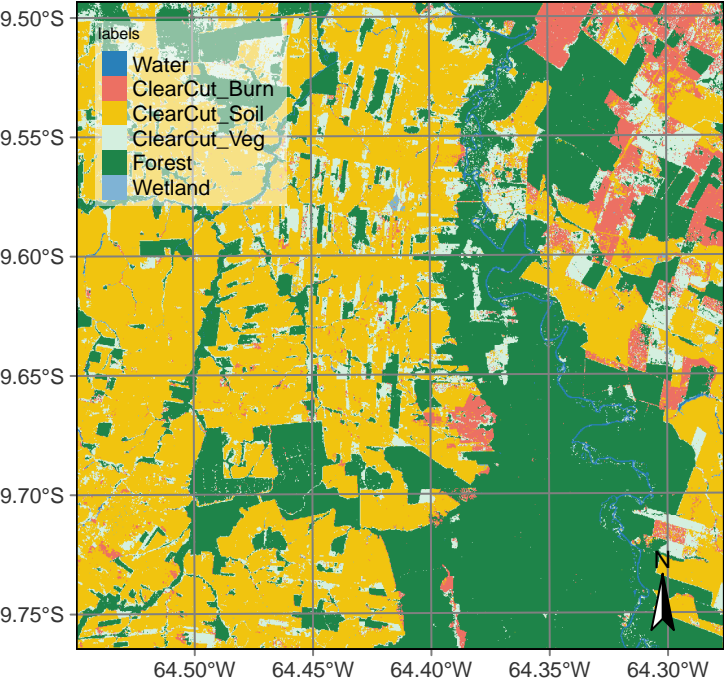 9.50°S
labels
Water
ClearCut_Burn
ClearCut_Soil
ClearCut_Veg
Forest
Wetland
9.55°S
9.60°S
9.65°S
9.70°S
9.75°S
N
64.50°W 64.45°W 64.40°W 64.35°W 64.30°W